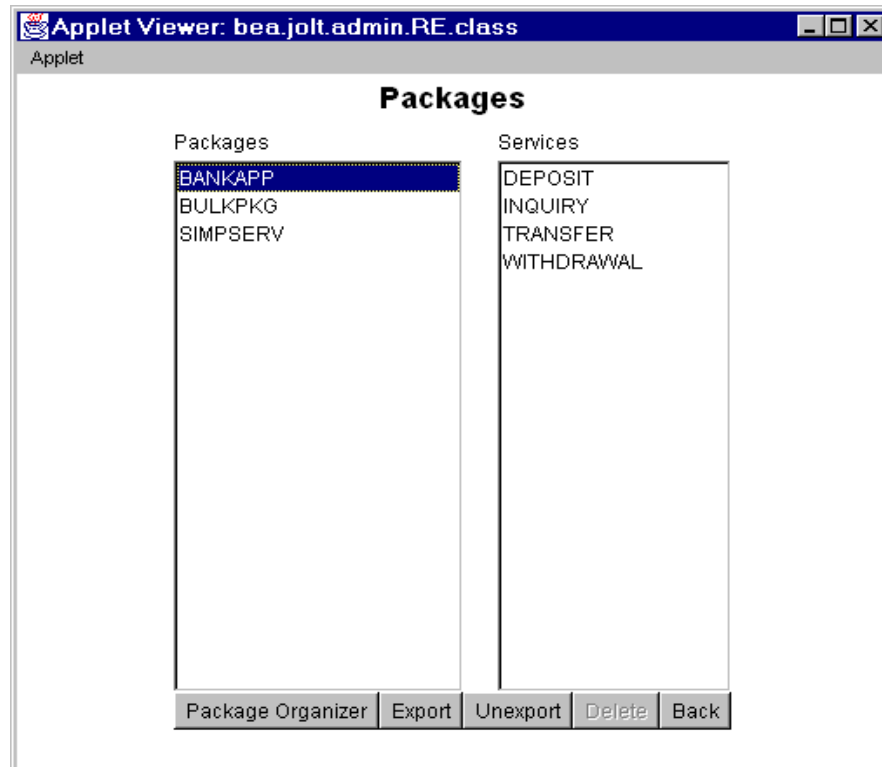 Applet Viewer: bea.jolt.admin.RE.class
Applet
Packages
Packages Services
BANKAPP DEPOSIT
BULKPKG INQUIRY
SIMPSERV TRANSFER
WITHDRAWAL
Package Organizer Export Unexport Delete Back